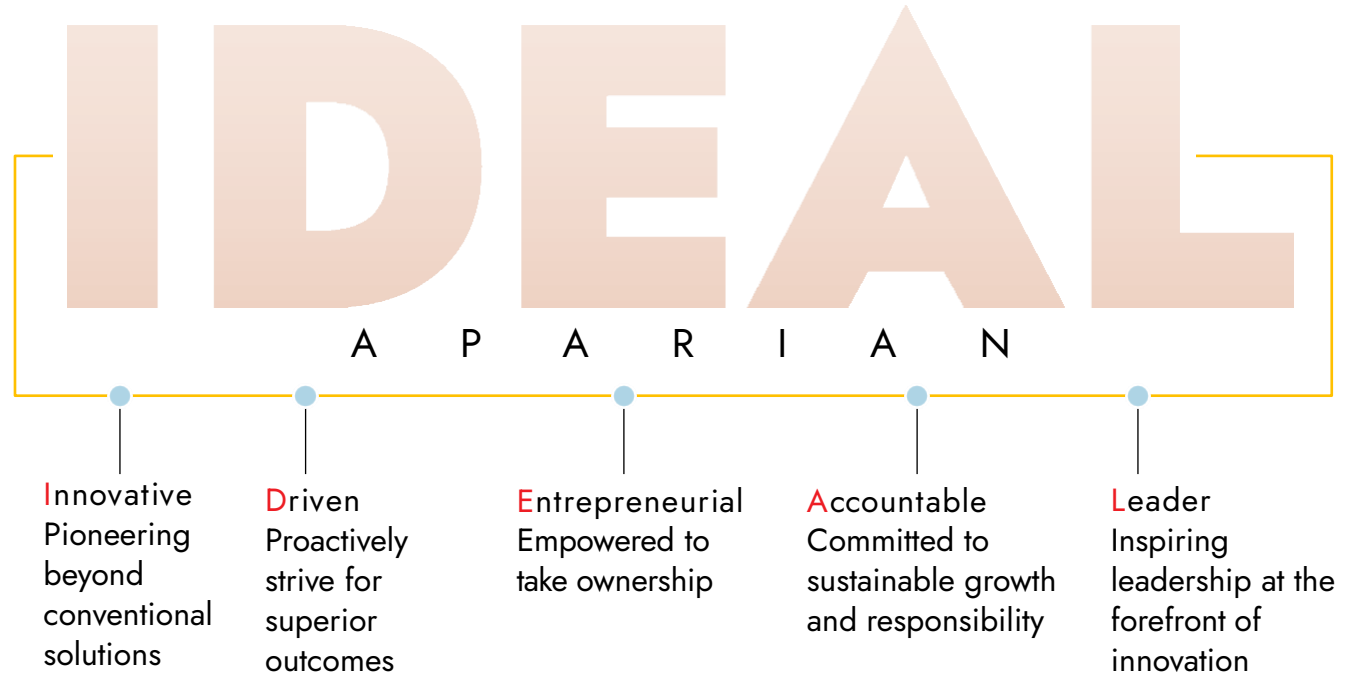 IDEAL
APARIAN
Innovative
Pioneering
beyond
conventional
solutions
Driven
Proactively
strive for
superior
outcomes
Entrepreneurial
Empowered to
take ownership
Accountable
Committed to
sustainable growth
and responsibility
Leader
Inspiring
leadership at the
forefront of
innovation